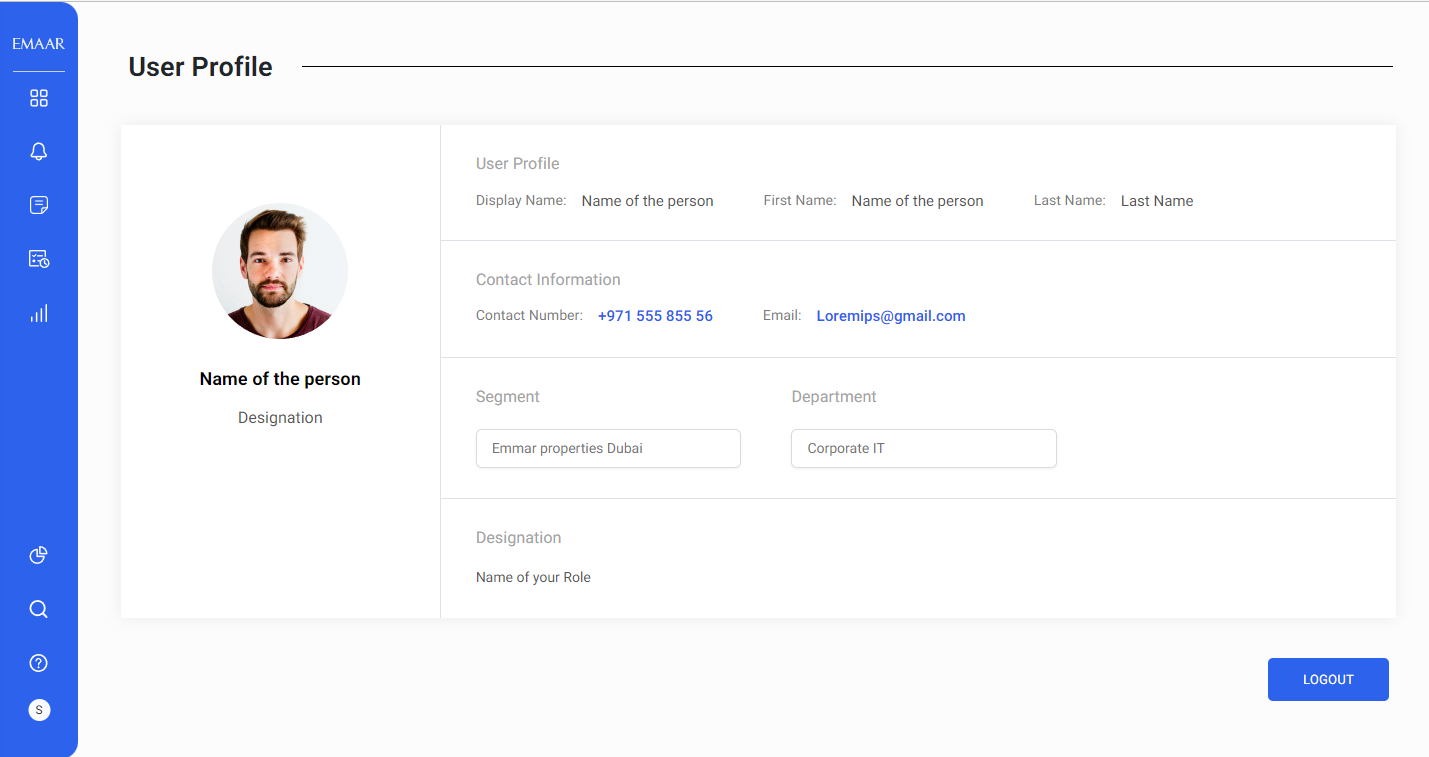 EMAAR
User Profile
Name of the person
Designation
User Profile
Display Name: Name of the person First Name: Name of the person Last Name: Last Name
Contact Information
Contact Number: +971 555 855 56 Email: Loremips@gmail.com
Segment Department
Emmar properties Dubai Corporate IT
Designation
Name of your Role
?
S
LOGOUT